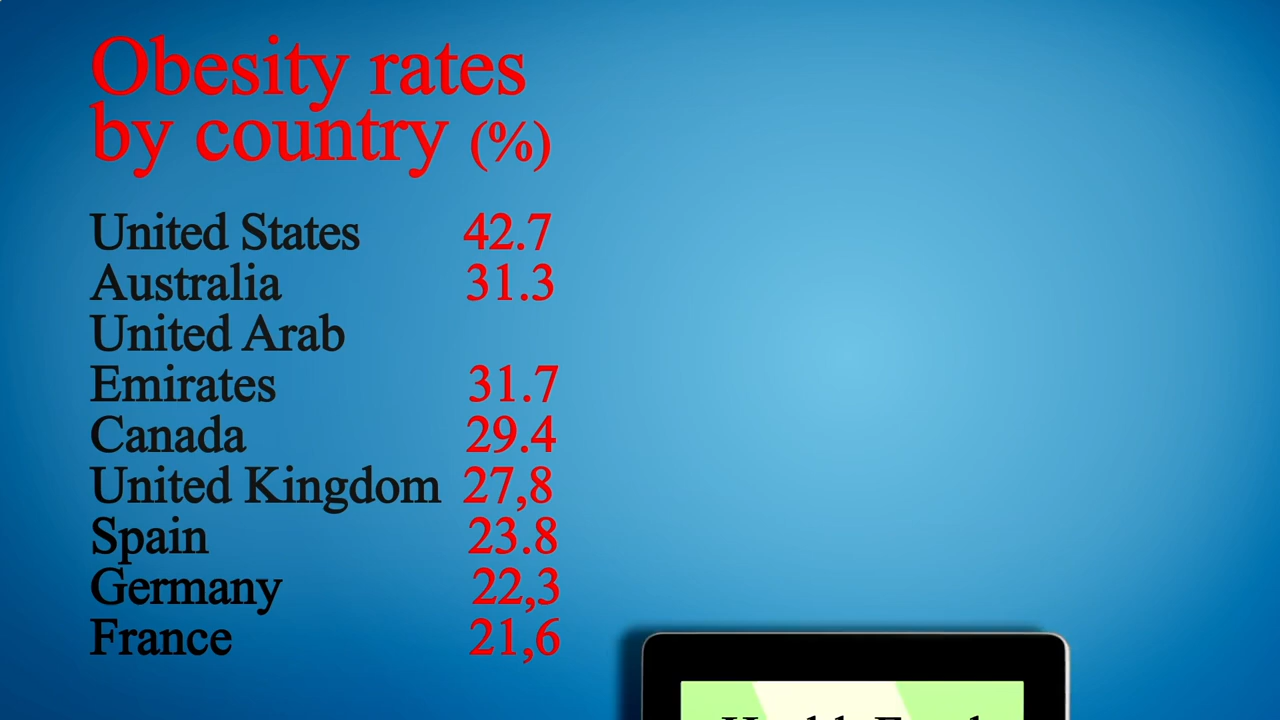 Obesity rates
by country (%)
United States 42.7
Australia 31.3
United Arab
Emirates 31.7
Canada 29.4
United Kingdom 27,8
Spain 23.8
Germany 22,3
France 21,6